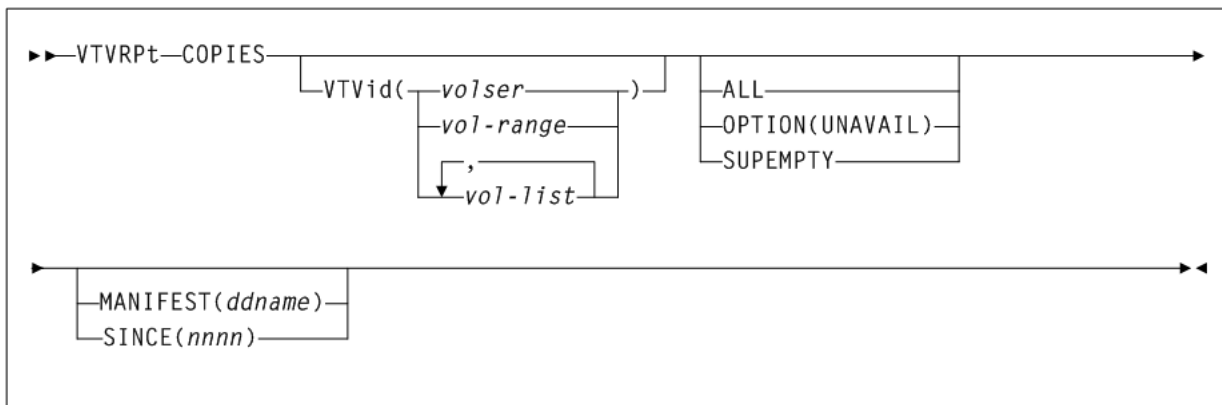 VTVRPt COPIES
VTVid( volser )
vol-range
,
vol-list
ALL
OPTION(UNAVAIL)
SUPEMPTY
MANIFEST(ddname)
SINCE(nnnn)